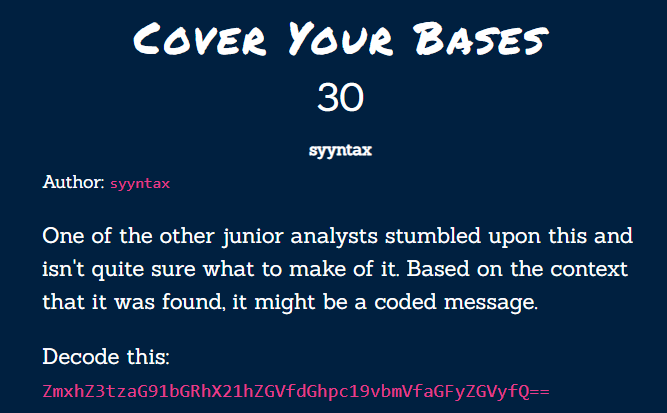 Cover Your Bases
30
syyntax
Author: syyntax
One of the other junior analysts stumbled upon this and
isn't quite sure what to make of it. Based on the context
that it was found, it might be a coded message.
Decode this:
ZmxhZ3tzaG91bGRhX21hZGVfdGhpc19vbmVfaGFyZGVyfQ==